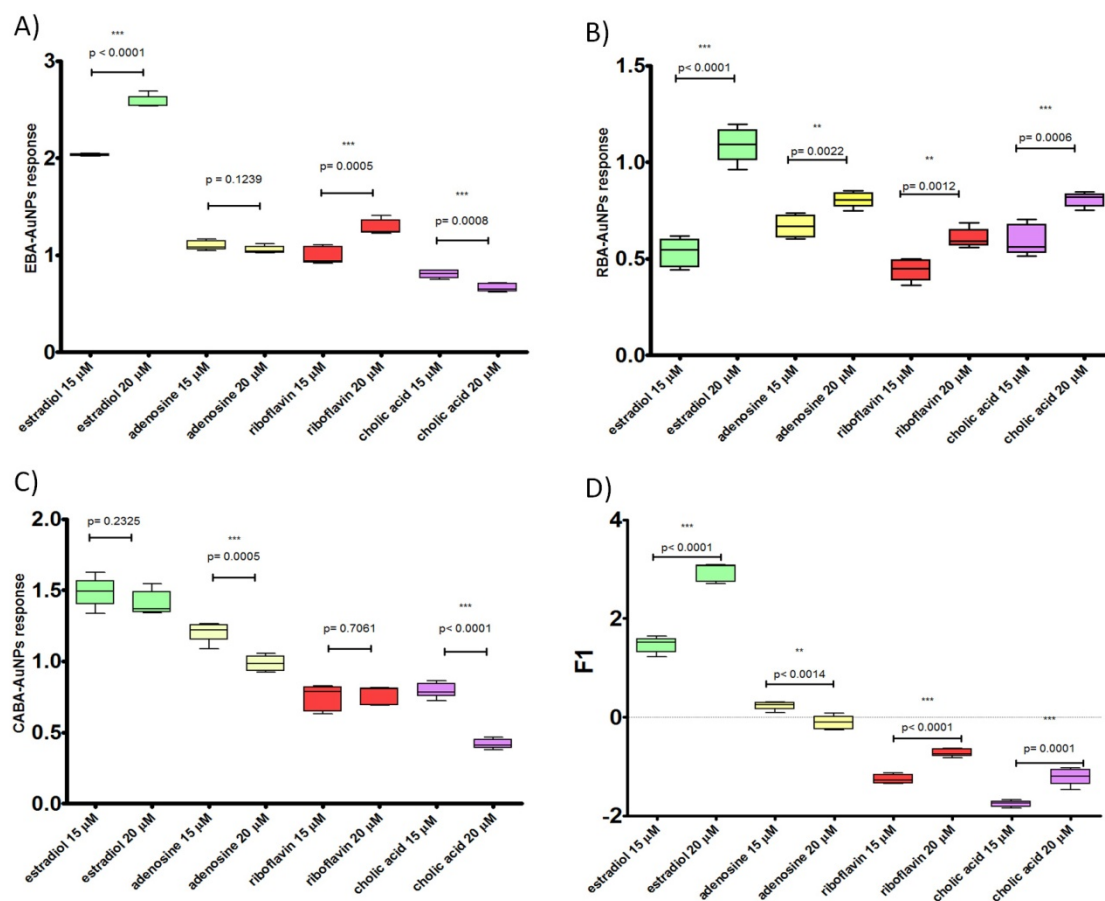 A)
***
p < 0.0001
***
p= 0.0005
p = 0.1239
***
p= 0.0008
EBA-AuNPs response
3
2
1
0
estradiol 15 µM
estradiol 20 µM
adenosine 15 µM
adenosine 20 µM
riboflavin 15 µM
riboflavin 20 µM
cholic acid 15 µM
cholic acid 20 µM
B)
***
p< 0.0001
**
p= 0.0022
**
p= 0.0012
***
p= 0.0006
RBA-AuNPs response
1.5
1.0
0.5
0.0
estradiol 15 µM
estradiol 20 µM
adenosine 15 µM
adenosine 20 µM
riboflavin 15 µM
riboflavin 20 µM
cholic acid 15 µM
cholic acid 20 µM
C)
p= 0.2325
***
p= 0.0005
p= 0.7061
***
p< 0.0001
CABA-AuNPs response
2.0
1.5
1.0
0.5
0.0
estradiol 15 µM
estradiol 20 µM
adenosine 15 µM
adenosine 20 µM
riboflavin 15 µM
riboflavin 20 µM
cholic acid 15 µM
cholic acid 20 µM
D)
***
p< 0.0001
**
p< 0.0014
***
p< 0.0001
***
p= 0.0001
F1
4
2
0
-2
estradiol 15 µM
estradiol 20 µM
adenosine 15 µM
adenosine 20 µM
riboflavin 15 µM
riboflavin 20 µM
cholic acid 15 µM
cholic acid 20 µM